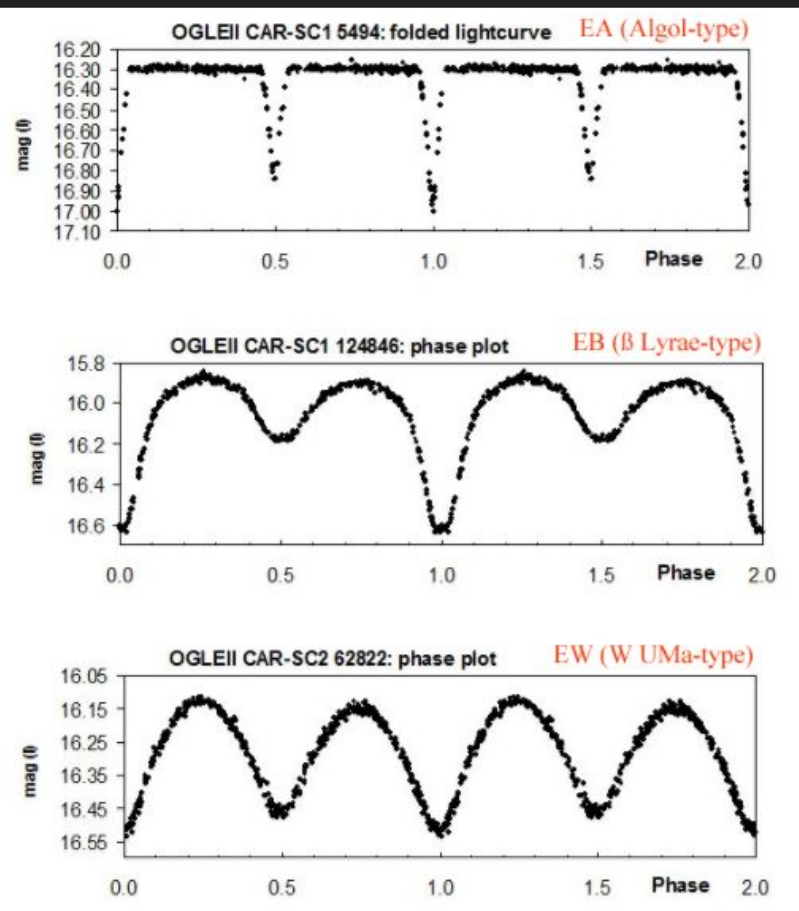 OGLEII CAR-SC1 5494: folded lightcurve EA (Algol-type)
16.20
16.30
16.40
16.50
16.60
16.70
16.80
16.90
17.00
17.10
mag (I)
0.0 0.5 1.0 1.5 Phase 2.0
OGLEII CAR-SC1 124846: phase plot EB (ß Lyrae-type)
15.8
16.0
16.2
16.4
16.6
mag (I)
0.0 0.5 1.0 1.5 Phase 2.0
OGLEII CAR-SC2 62822: phase plot EW (W UMa-type)
16.05
16.15
16.25
16.35
16.45
16.55
mag (I)
0.0 0.5 1.0 1.5 Phase 2.0